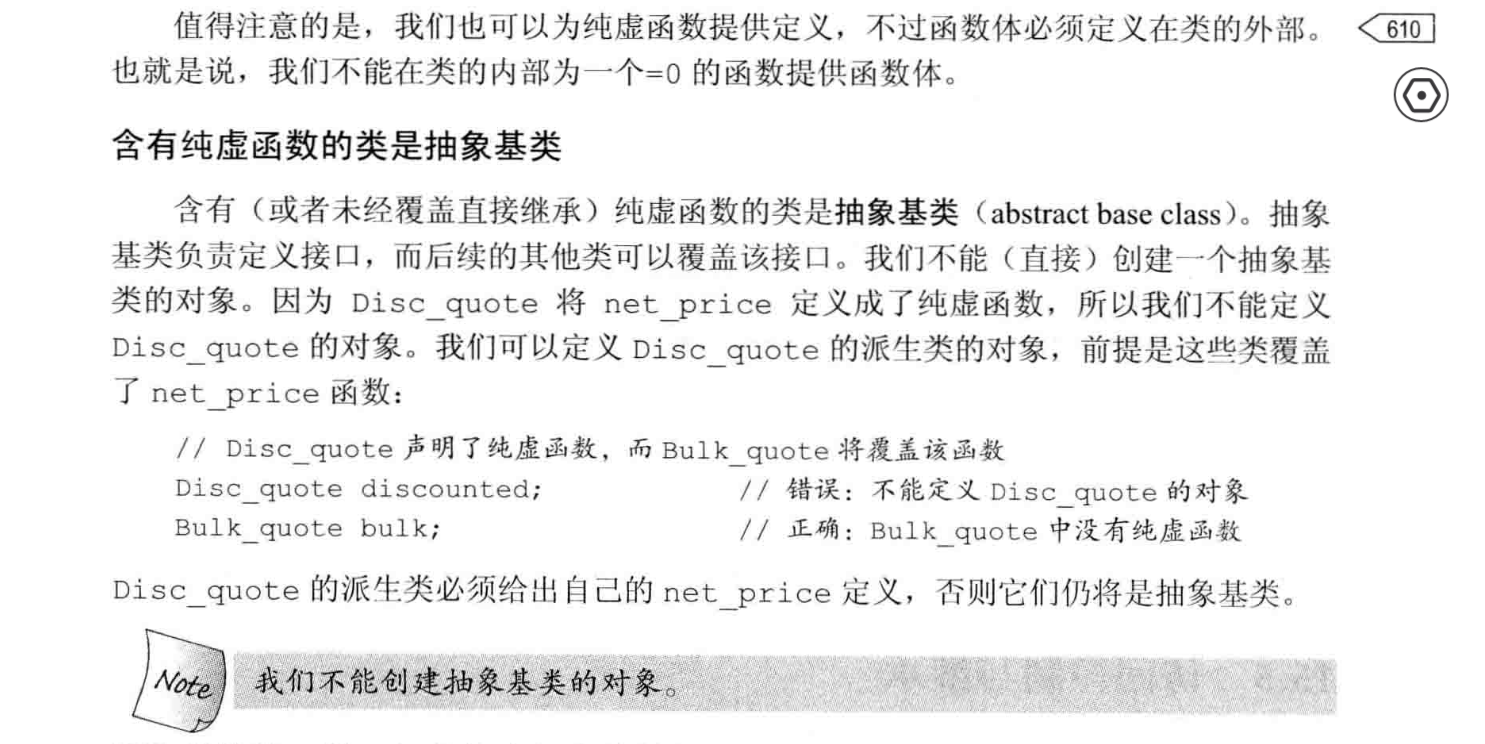 值得注意的是，我们也可以为纯虚函数提供定义，不过函数体必须定义在类的外部。
610
也就是说，我们不能在类的内部为一个=0 的函数提供函数体。
含有纯虚函数的类是抽象基类
含有（或者未经覆盖直接继承）纯虚函数的类是抽象基类（abstract base class）。抽象
基类负责定义接口，而后续的其他类可以覆盖该接口。我们不能（直接）创建一个抽象基
类的对象。因为 Disc_quote 将 net_price 定义成了纯虚函数，所以我们不能定义
Disc_quote 的对象。我们可以定义 Disc_quote 的派生类的对象，前提是这些类覆盖
了 net_price 函数：
// Disc_quote 声明了纯虚函数，而 Bulk_quote 将覆盖该函数
Disc_quote discounted; // 错误：不能定义 Disc_quote 的对象
Bulk_quote bulk; // 正确：Bulk_quote 中没有纯虚函数
Disc_quote 的派生类必须给出自己的 net_price 定义，否则它们仍将是抽象基类。
Note 我们不能创建抽象基类的对象。